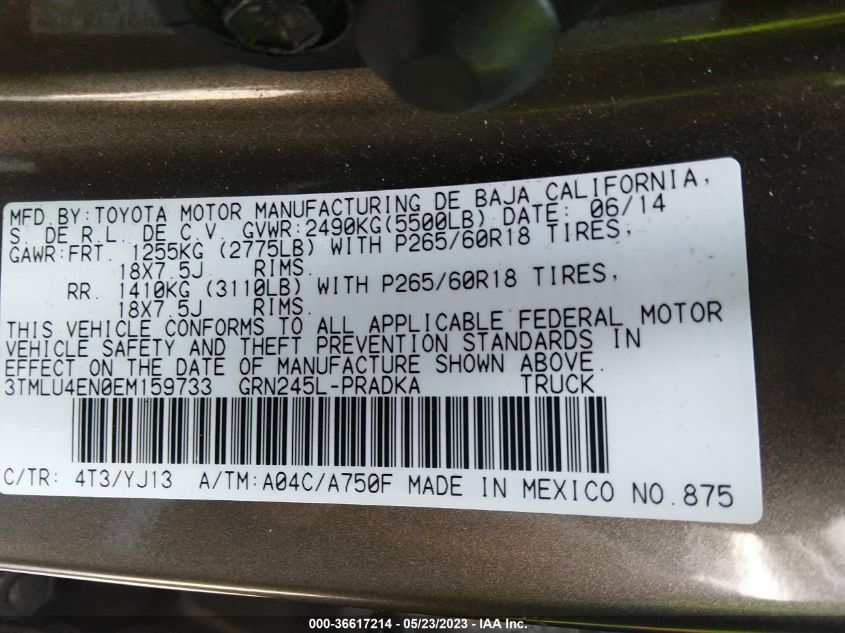 MFD.BY:TOYOTA MOTOR MANUFACTURING DE BAJA CALIFORNIA,
S. DE R.L. DE C.V. GVWR:2490KG(5500LB) DATE: 06/14
GAWR:FRT. 1255KG (2775LB) WITH P265/60R18 TIRES,
18X7.5J RIMS.
RR. 1410KG (3110LB) WITH P265/60R18 TIRES,
18X7.5J RIMS.
THIS VEHICLE CONFORMS TO ALL APPLICABLE FEDERAL MOTOR
VEHICLE SAFETY AND THEFT PREVENTION STANDARDS IN
EFFECT ON THE DATE OF MANUFACTURE SHOWN ABOVE.
3TMLU4EN0EM159733 GRN245L-PRADKA TRUCK
C/TR: 4T3/YJ13 A/TM:A04C/A750F MADE IN MEXICO NO.875
000-36617214 - 05/23/2023 - IAA Inc.